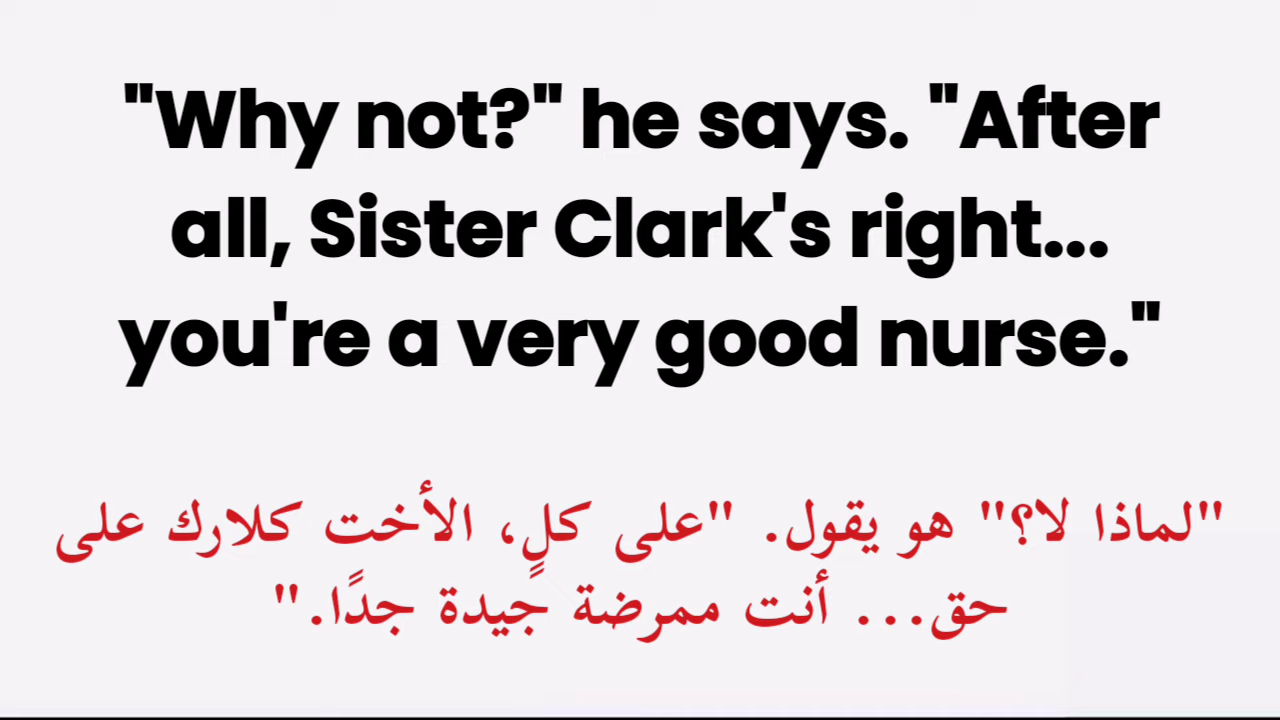 "Why not?" he says. "After
all, Sister Clark's right...
you're a very good nurse."
"لماذا لا؟" هو يقول. "على كلٍ، الأخت كلارك على
حق... أنت ممرضة جيدة جدًا."